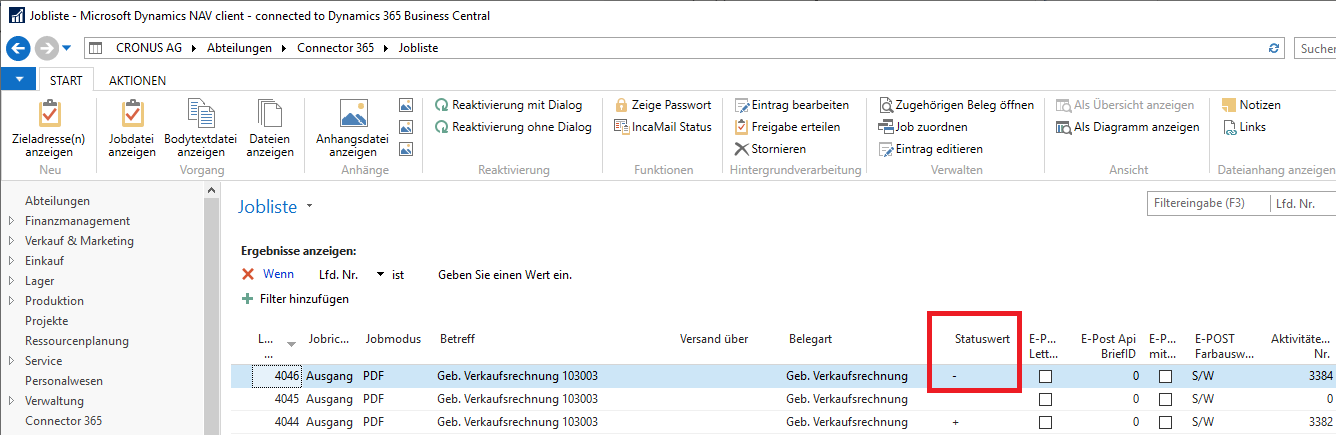 Jobliste - Microsoft Dynamics NAV client - connected to Dynamics 365 Business Central
CRONUS AG Abteilungen Connector 365 Jobliste
Suchen
START AKTIONEN
Zieladresse(n) anzeigen
Neu
Jobdatei anzeigen
Bodytextdatei anzeigen
Dateien anzeigen
Vorgang
Anhangsdatei anzeigen
Anhänge
Reaktivierung mit Dialog
Reaktivierung ohne Dialog
Reaktivierung
Zeige Passwort
IncaMail Status
Funktionen
Eintrag bearbeiten
Freigabe erteilen
Stornieren
Hintergrundverarbeitung
Zugehörigen Beleg öffnen
Job zuordnen
Eintrag editieren
Verwalten
Als Übersicht anzeigen
Als Diagramm anzeigen
Ansicht
Notizen
Links
Dateianhang anzeigen
Abteilungen
Finanzmanagement
Verkauf & Marketing
Einkauf
Lager
Produktion
Projekte
Ressourcenplanung
Service
Personalwesen
Verwaltung
Connector 365
Jobliste
Filtereingabe (F3) Lfd. Nr.
Ergebnisse anzeigen:
Wenn Lfd. Nr. ist Geben Sie einen Wert ein.
Filter hinzufügen
L... Jobric... Jobmodus Betreff Versand über Belegart Statuswert E-P... E-Post Api E-P... E-POST Aktivitäte...
... Lett... BriefID mit... Farbausw... Nr.
4046 Ausgang PDF Geb. Verkaufsrechnung 103003 Geb. Verkaufsrechnung - 0 S/W 3384
4045 Ausgang PDF Geb. Verkaufsrechnung 103003 Geb. Verkaufsrechnung 0 S/W 0
4044 Ausgang PDF Geb. Verkaufsrechnung 103003 Geb. Verkaufsrechnung + 0 S/W 3382